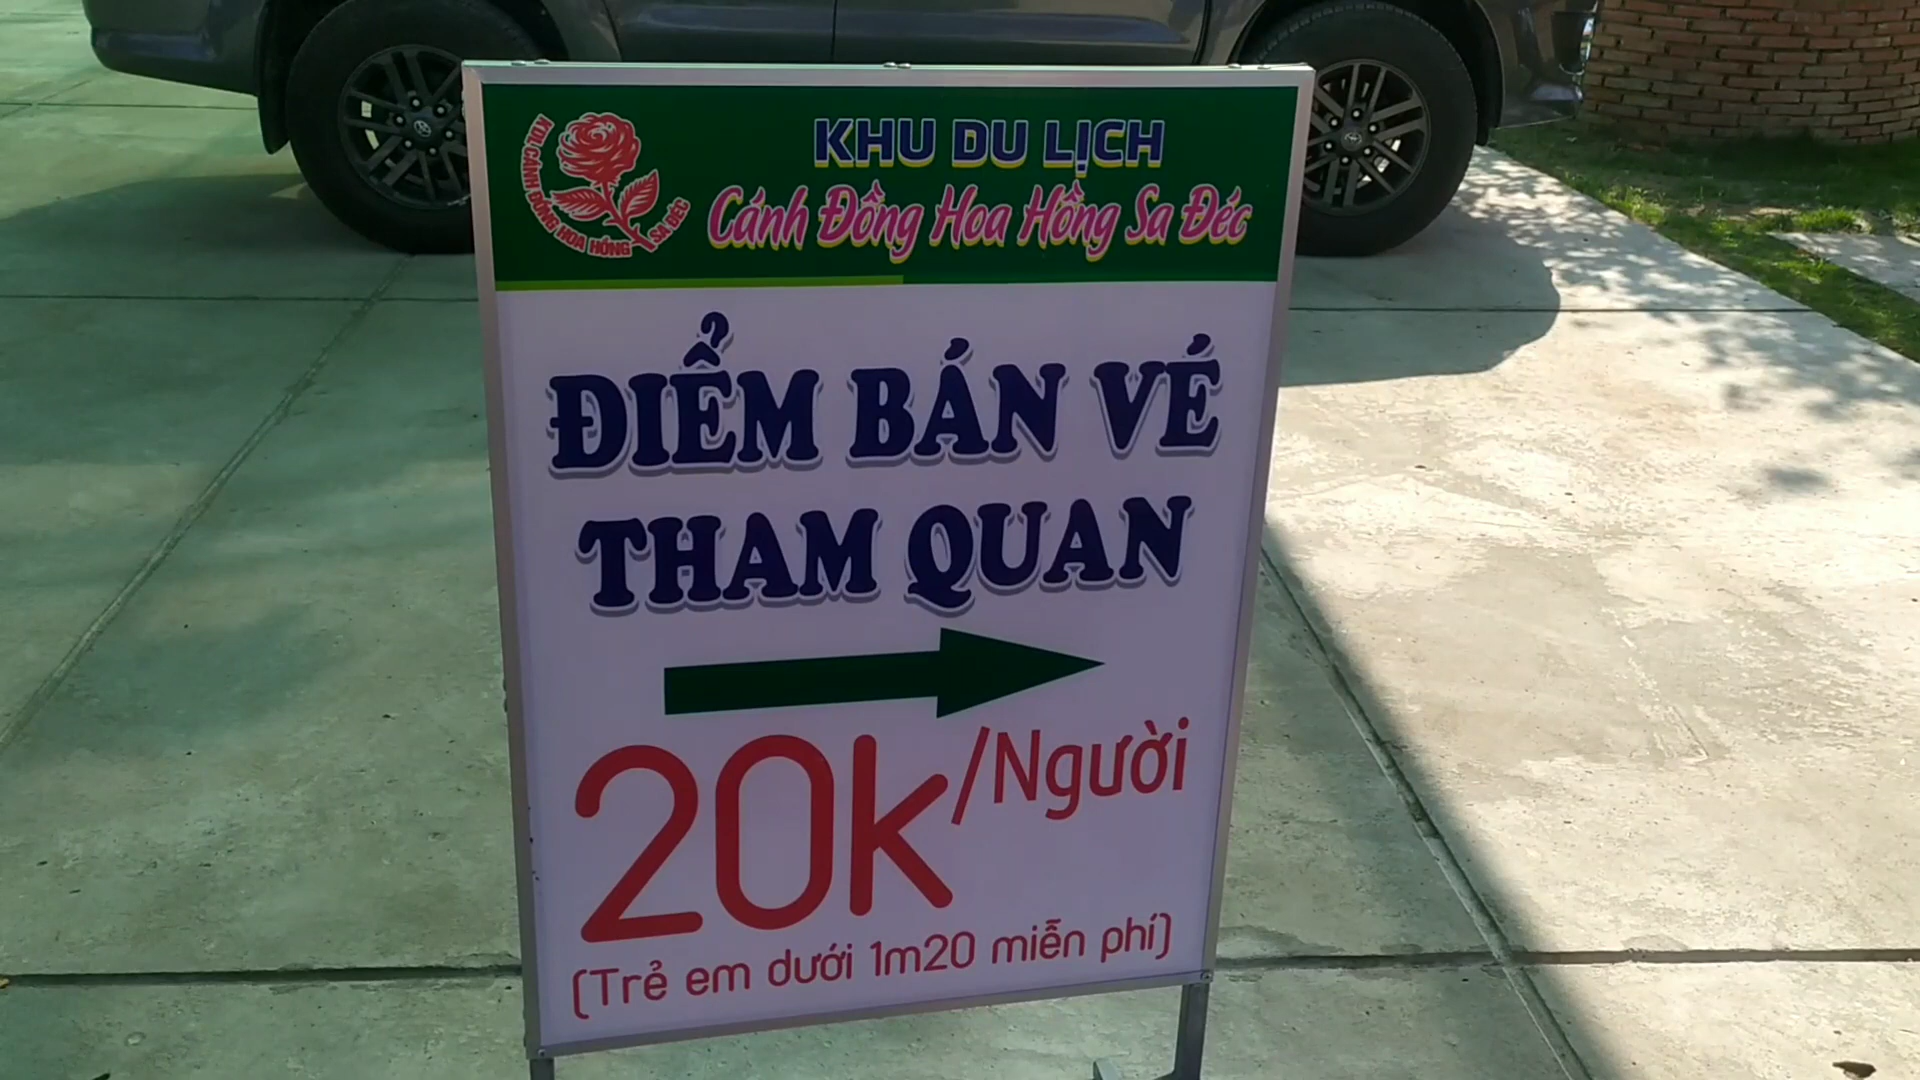 KDL CÁNH ĐỒNG HOA HỒNG SA ĐÉC
KHU DU LỊCH
Cánh Đồng Hoa Hồng Sa Đéc
ĐIỂM BÁN VÉ
THAM QUAN
20k/Người
(Trẻ em dưới 1m20 miễn phí)